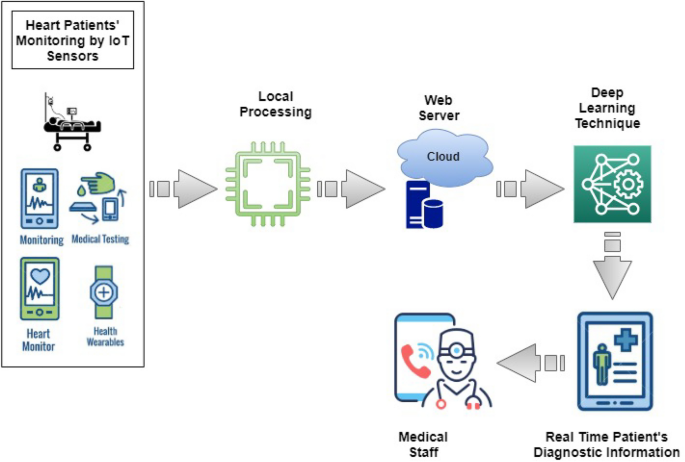 Heart Patients'
Monitoring by IoT
Sensors
Monitoring
Medical Testing
Heart
Monitor
Health
Wearables
Local
Processing
Web
Server
Cloud
Deep
Learning
Technique
Real Time Patient's
Diagnostic Information
Medical
Staff